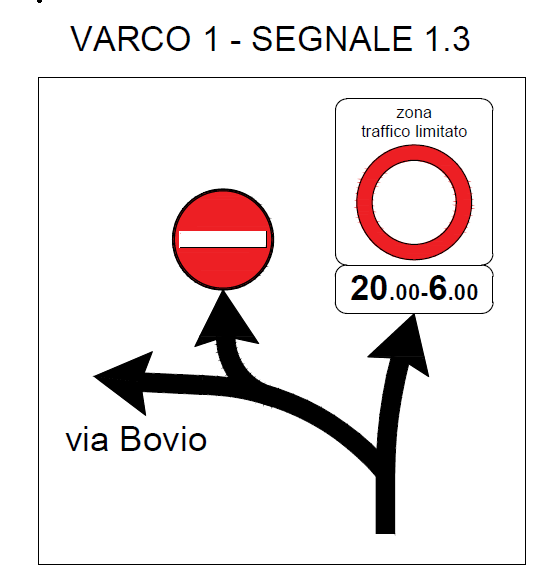 VARCO 1 - SEGNALE 1.3
zona
traffico limitato
20.00-6.00
via Bovio